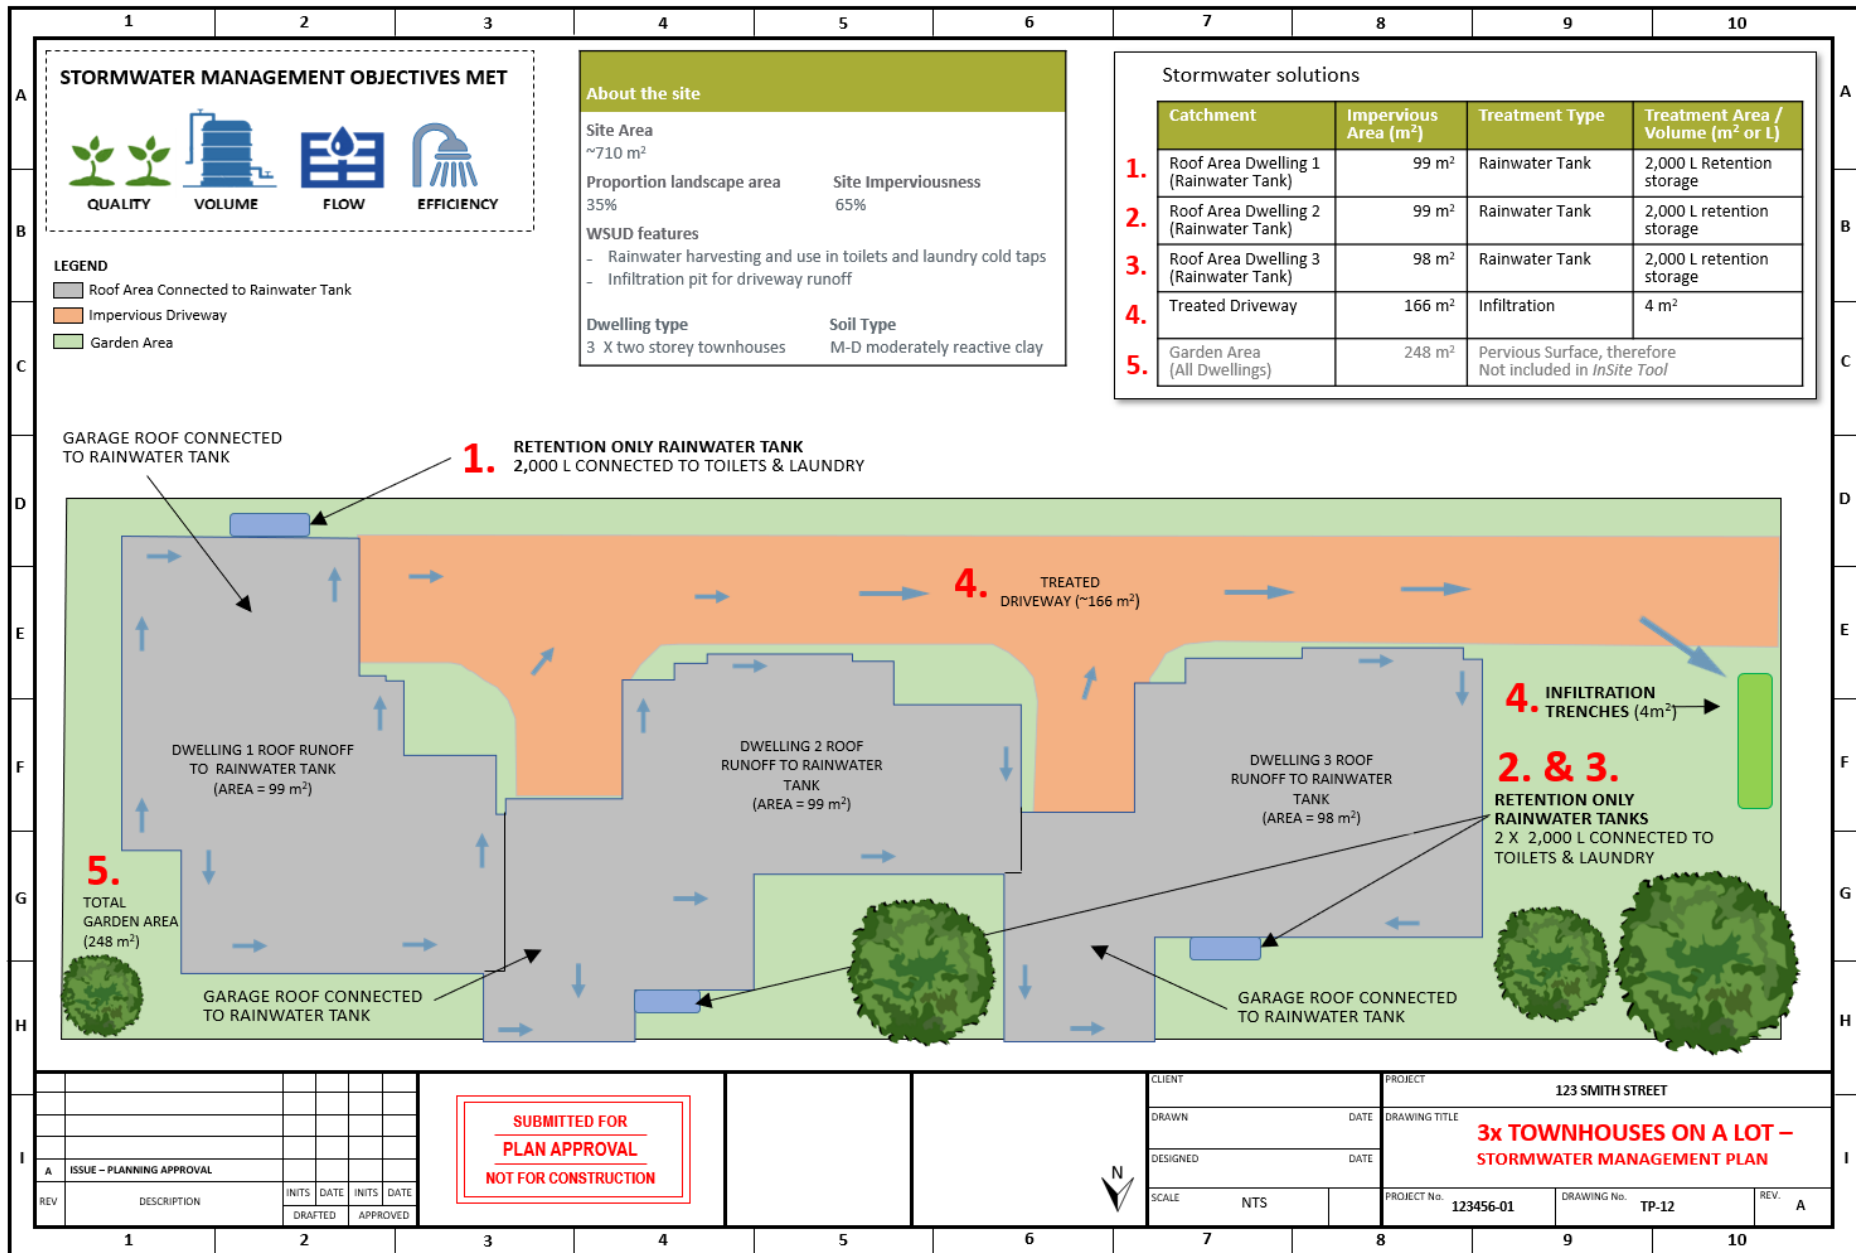 1 2 3 4 5 6 7 8 9 10
A
B
C
D
E
F
G
H
I
A
B
C
D
E
F
G
H
I
STORMWATER MANAGEMENT OBJECTIVES MET
QUALITY VOLUME FLOW EFFICIENCY
LEGEND
Roof Area Connected to Rainwater Tank
Impervious Driveway
Garden Area
About the site
Site Area
~710 m²
Proportion landscape area Site Imperviousness
35% 65%
WSUD features
- Rainwater harvesting and use in toilets and laundry cold taps
- Infiltration pit for driveway runoff
Dwelling type Soil Type
3 X two storey townhouses M-D moderately reactive clay
Stormwater solutions
Catchment Impervious Area (m²) Treatment Type Treatment Area / Volume (m² or L)
1. Roof Area Dwelling 1 (Rainwater Tank) 99 m² Rainwater Tank 2,000 L Retention storage
2. Roof Area Dwelling 2 (Rainwater Tank) 99 m² Rainwater Tank 2,000 L retention storage
3. Roof Area Dwelling 3 (Rainwater Tank) 98 m² Rainwater Tank 2,000 L retention storage
4. Treated Driveway 166 m² Infiltration 4 m²
5. Garden Area (All Dwellings) 248 m² Pervious Surface, therefore Not included in InSite Tool
GARAGE ROOF CONNECTED
TO RAINWATER TANK
1. RETENTION ONLY RAINWATER TANK
2,000 L CONNECTED TO TOILETS & LAUNDRY
4. TREATED
DRIVEWAY (~166 m²)
DWELLING 1 ROOF RUNOFF
TO RAINWATER TANK
(AREA = 99 m²)
DWELLING 2 ROOF
RUNOFF TO RAINWATER
TANK
(AREA = 99 m²)
DWELLING 3 ROOF
RUNOFF TO RAINWATER
TANK
(AREA = 98 m²)
4. INFILTRATION
TRENCHES (4m²)
2. & 3.
RETENTION ONLY
RAINWATER TANKS
2 X 2,000 L CONNECTED TO
TOILETS & LAUNDRY
5.
TOTAL
GARDEN AREA
(248 m²)
GARAGE ROOF CONNECTED
TO RAINWATER TANK
GARAGE ROOF CONNECTED
TO RAINWATER TANK
A ISSUE – PLANNING APPROVAL
REV DESCRIPTION INITS DATE INITS DATE
DRAFTED APPROVED
SUBMITTED FOR
PLAN APPROVAL
NOT FOR CONSTRUCTION
N
CLIENT
DRAWN DATE
DESIGNED DATE
SCALE NTS
PROJECT
123 SMITH STREET
DRAWING TITLE
3x TOWNHOUSES ON A LOT –
STORMWATER MANAGEMENT PLAN
PROJECT No. 123456-01 DRAWING No. TP-12 REV. A
1 2 3 4 5 6 7 8 9 10